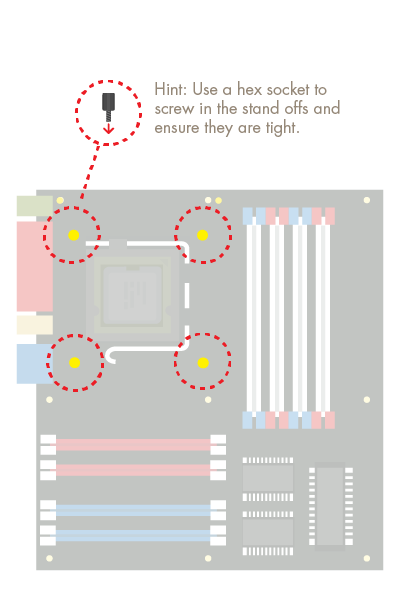 Hint: Use a hex socket to
screw in the stand offs and
ensure they are tight.